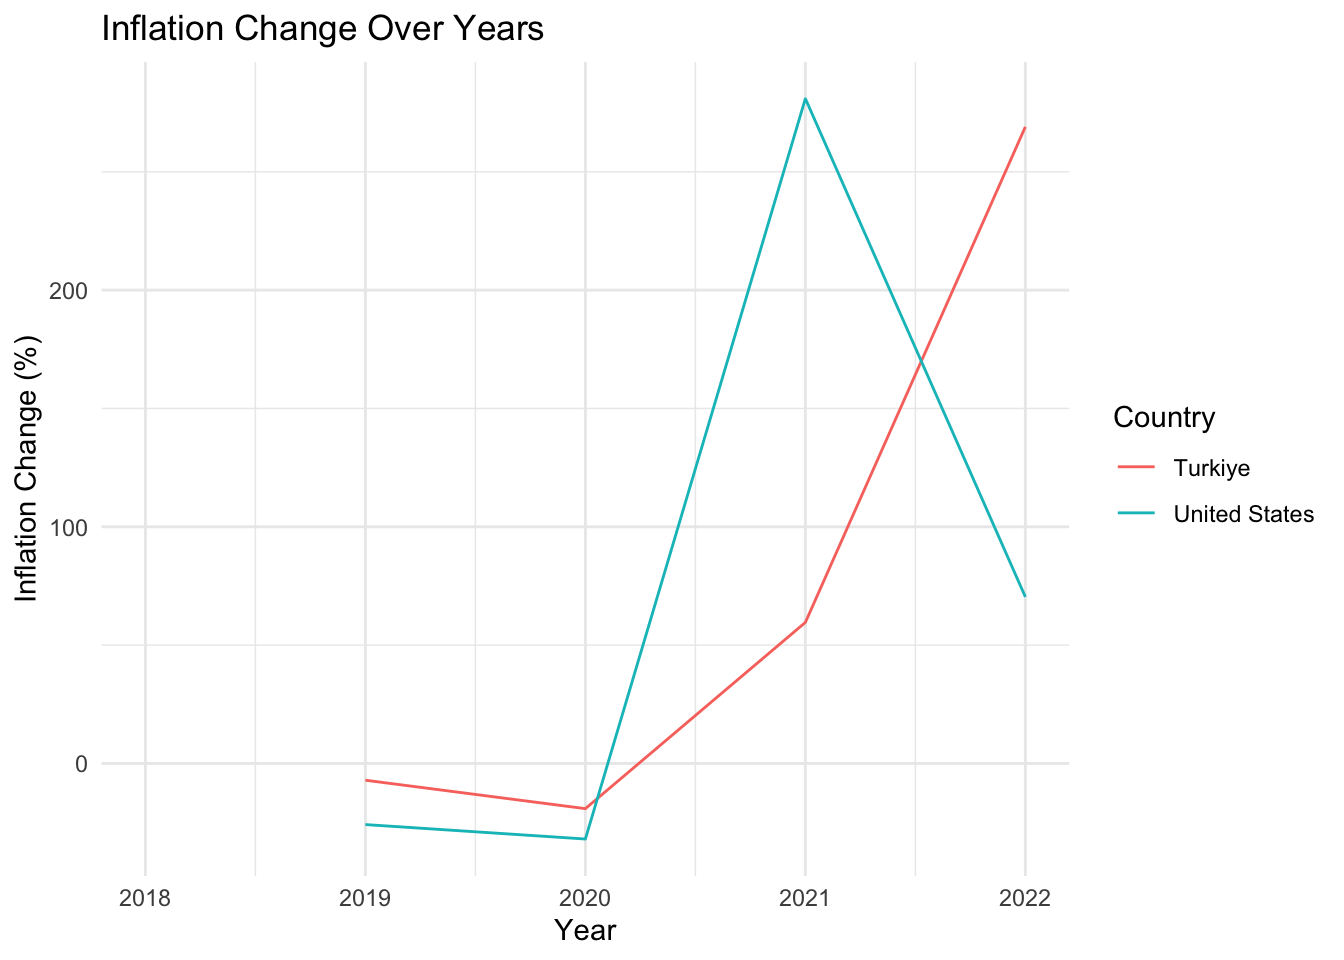 Inflation Change Over Years
Inflation Change (%)
200
100
0
2018 2019 2020 2021 2022
Year
Country
Turkiye
United States